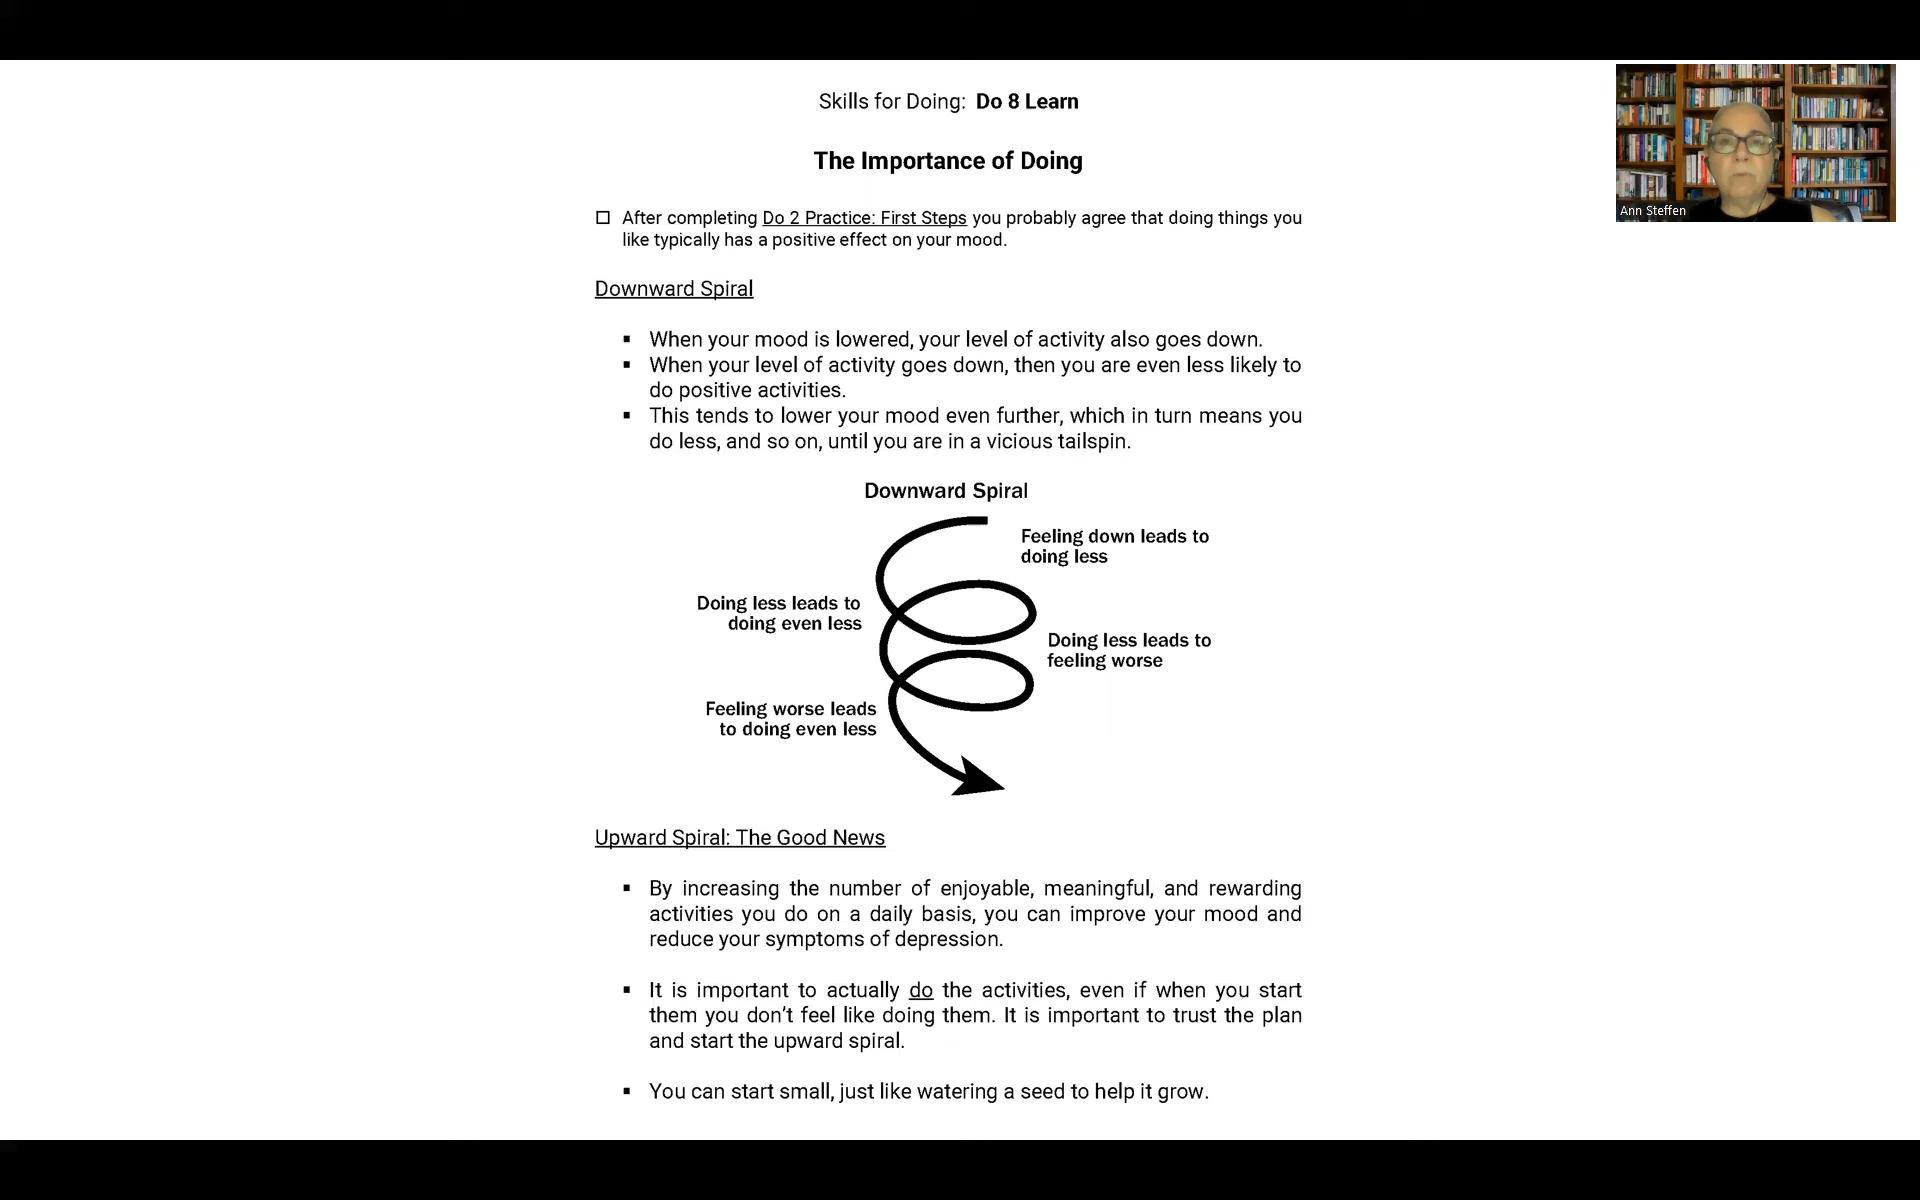 Skills for Doing: Do 8 Learn
The Importance of Doing
After completing Do 2 Practice: First Steps you probably agree that doing things you
like typically has a positive effect on your mood.
Downward Spiral
When your mood is lowered, your level of activity also goes down.
When your level of activity goes down, then you are even less likely to
do positive activities.
This tends to lower your mood even further, which in turn means you
do less, and so on, until you are in a vicious tailspin.
Downward Spiral
Feeling down leads to
doing less
Doing less leads to
doing even less
Doing less leads to
feeling worse
Feeling worse leads
to doing even less
Upward Spiral: The Good News
By increasing the number of enjoyable, meaningful, and rewarding
activities you do on a daily basis, you can improve your mood and
reduce your symptoms of depression.
It is important to actually do the activities, even if when you start
them you don’t feel like doing them. It is important to trust the plan
and start the upward spiral.
You can start small, just like watering a seed to help it grow.
Ann Steffen